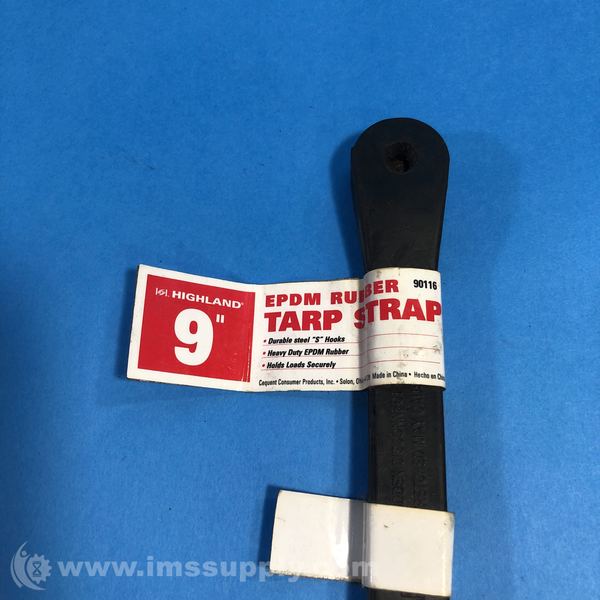 HIGHLAND®
9"
EPDM RUBBER 90116
TARP STRAP
• Durable steel "S" Hooks
• Heavy Duty EPDM Rubber
• Holds Loads Securely
Cequent Consumer Products, Inc. • Solon, Made in China • Hecho en
www.imssupply.com